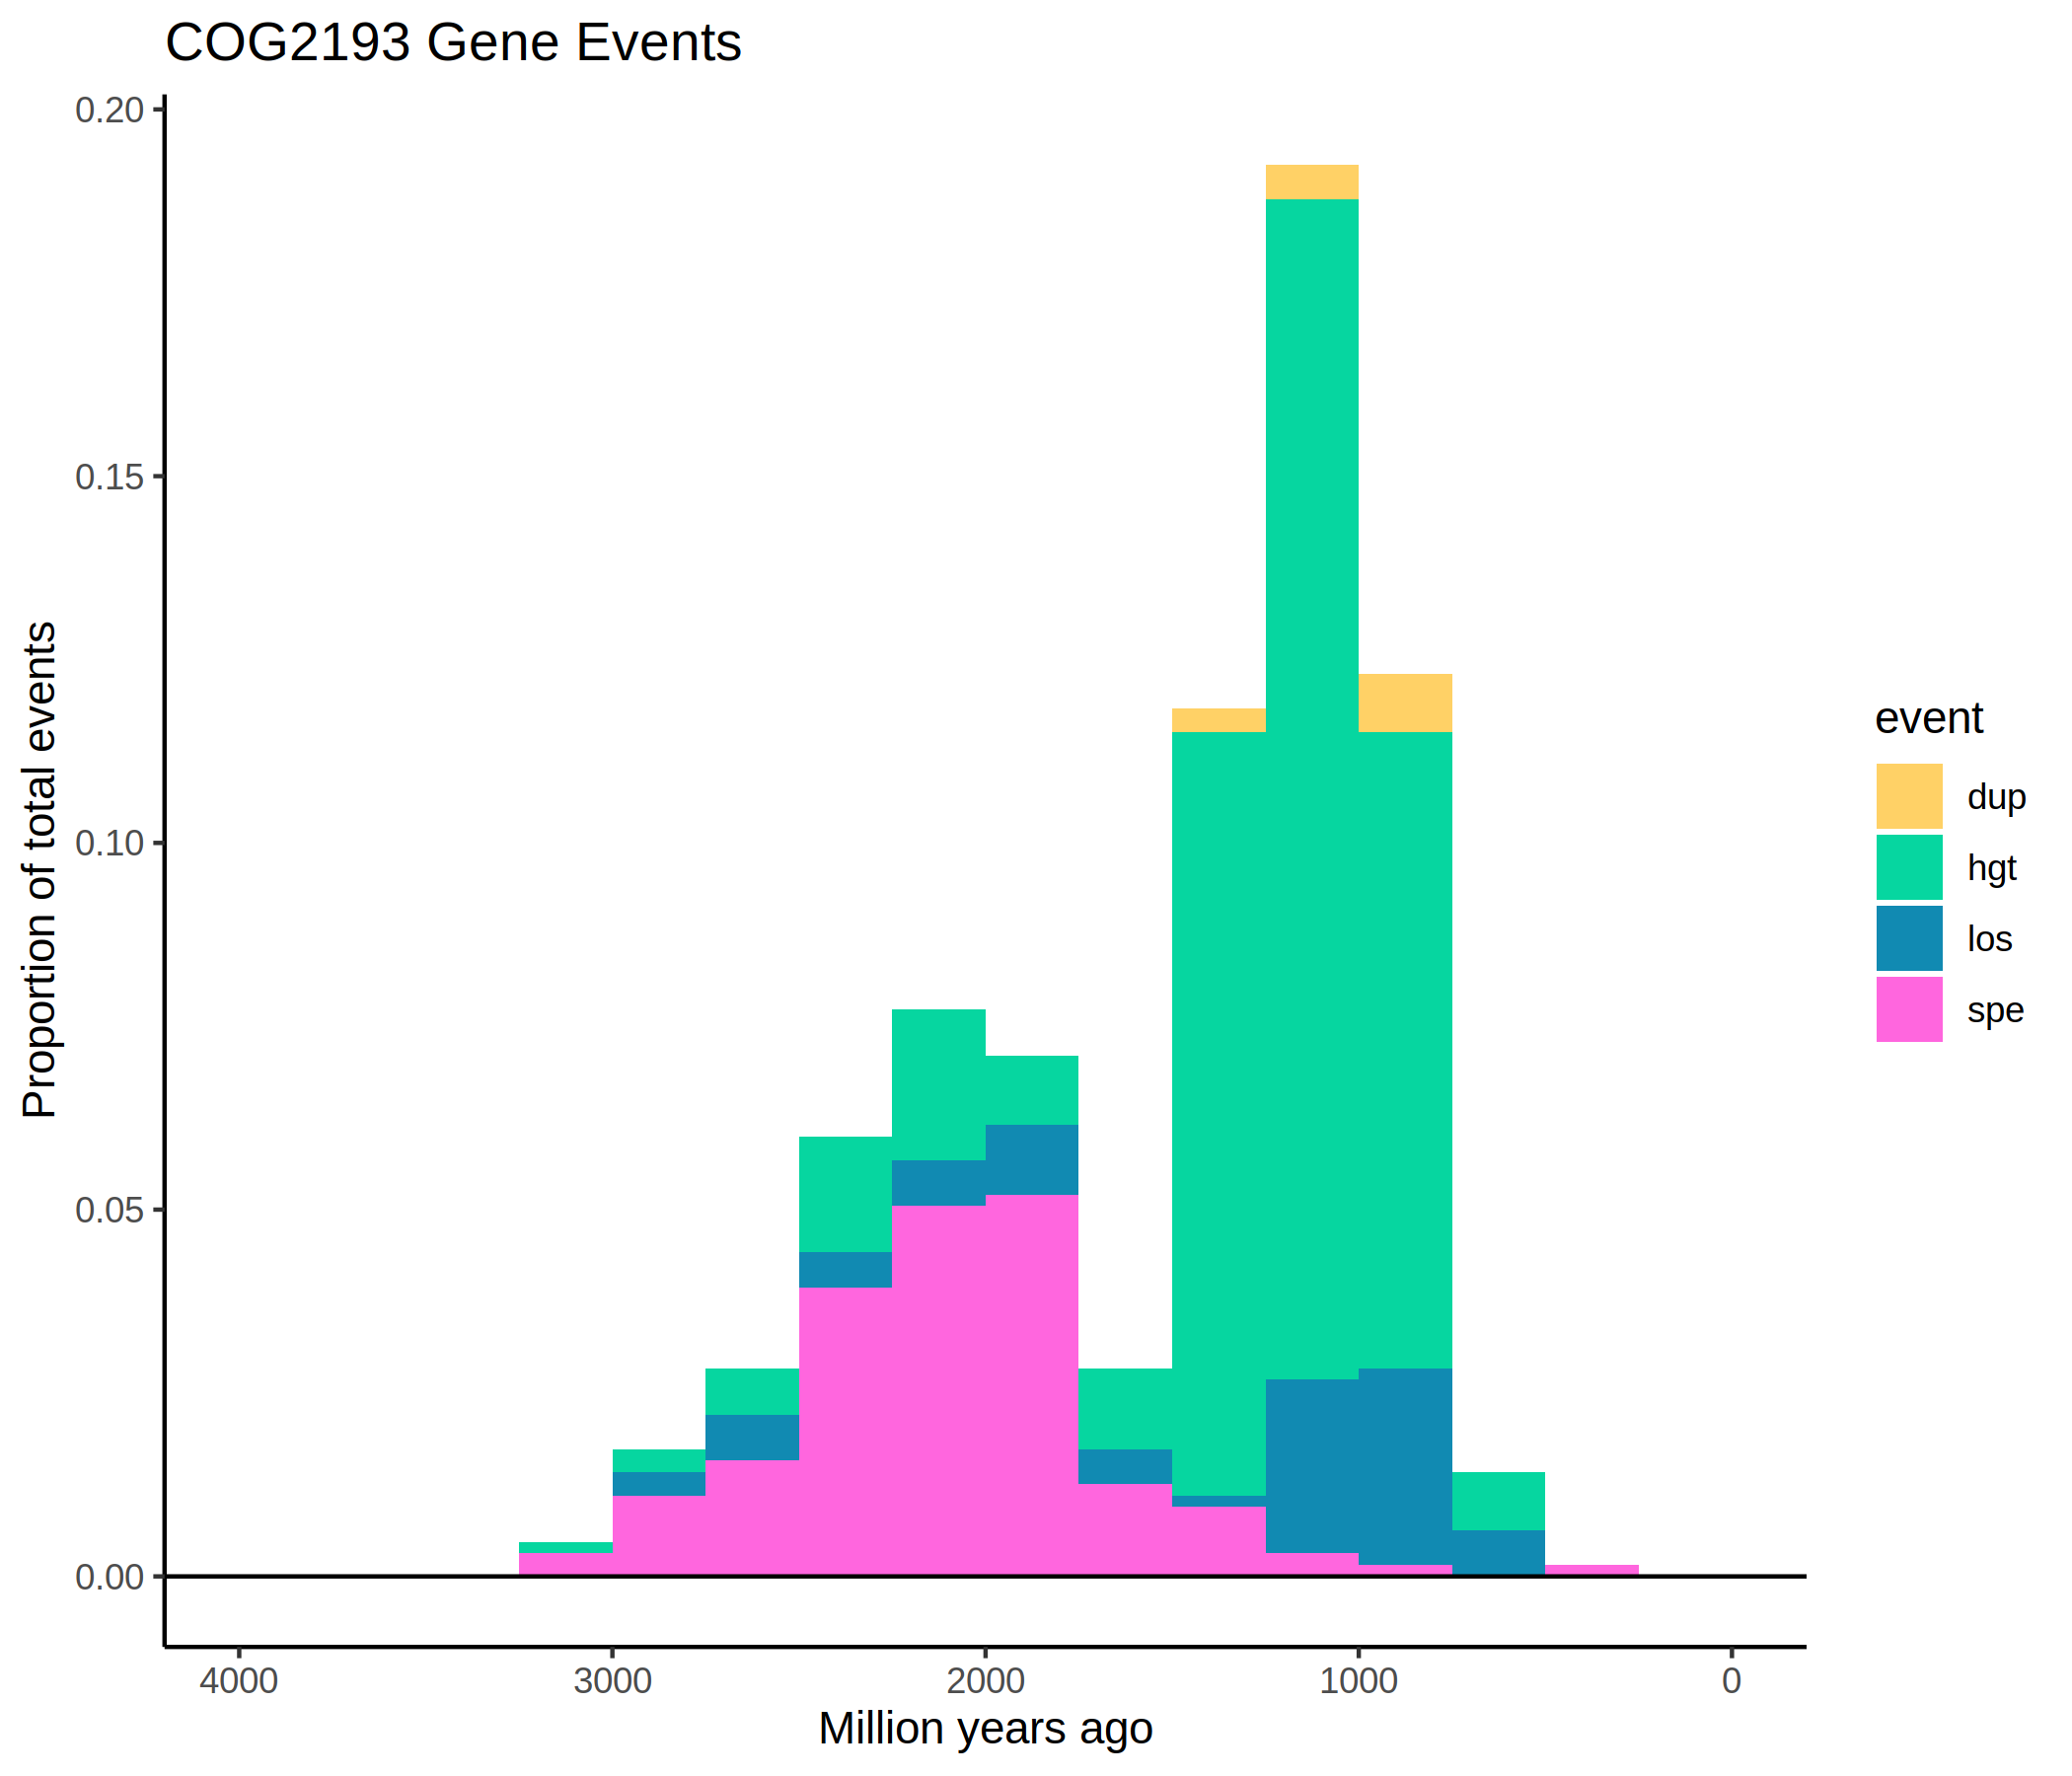 COG2193 Gene Events
0.20
0.15
0.10
0.05
0.00
Proportion of total events
4000 3000 2000 1000 0
Million years ago
event
dup
hgt
los
spe